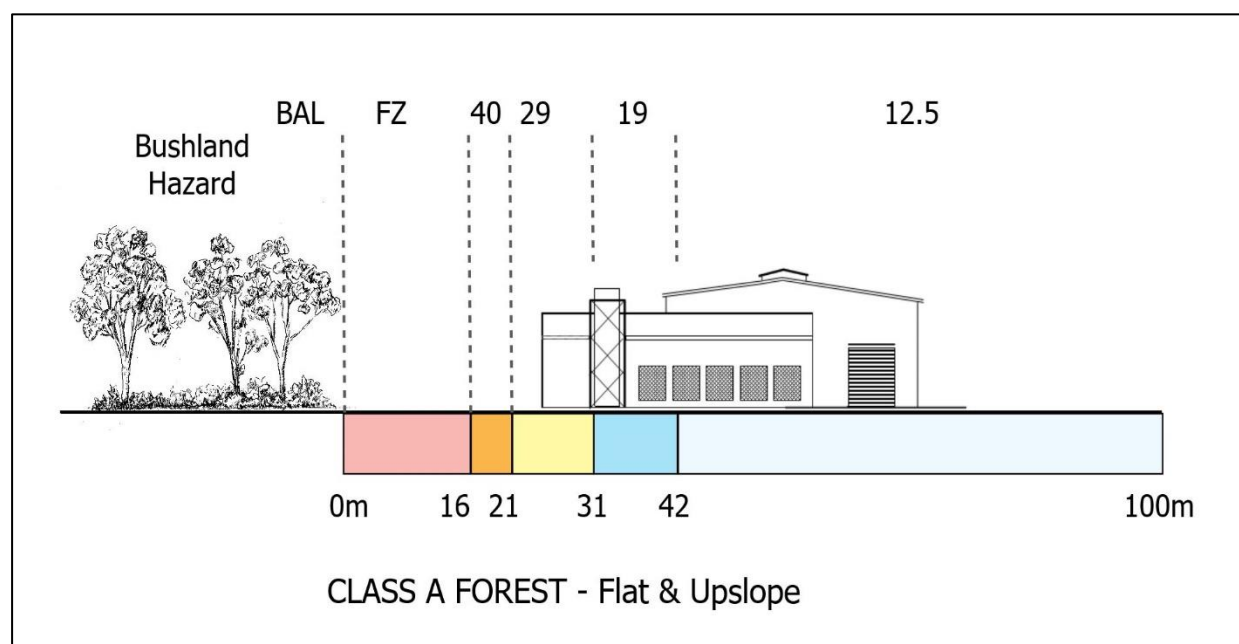 BAL FZ 40 29 19 12.5
Bushland
Hazard
0m 16 21 31 42 100m
CLASS A FOREST - Flat & Upslope